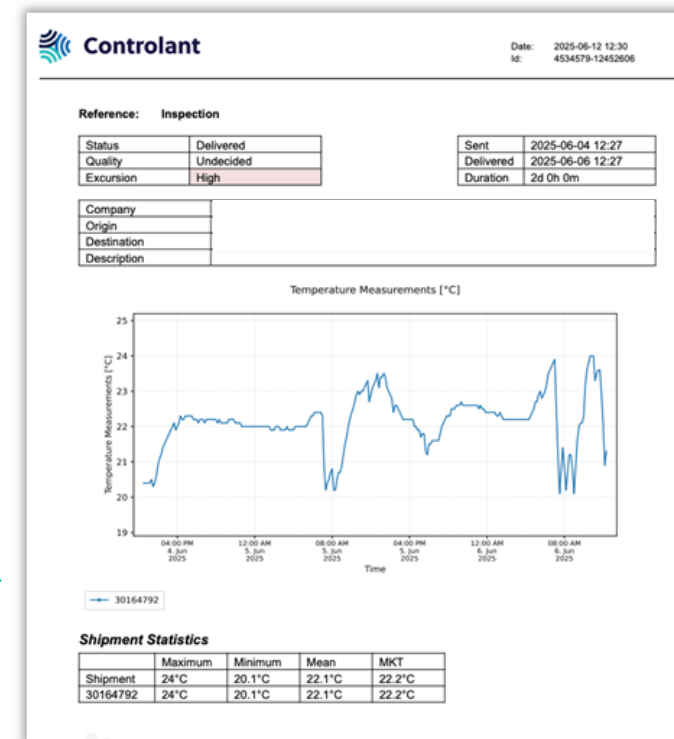 Controlant
Date: 2025-06-12 12:30
Id: 4534579-12452606
Reference: Inspection
Status Delivered
Quality Undecided
Excursion High
Sent 2025-06-04 12:27
Delivered 2025-06-06 12:27
Duration 2d 0h 0m
Company
Origin
Destination
Description
Temperature Measurements [°C]
Temperature Measurements [°C]
25
24
23
22
21
20
19
04:00 PM
4. Jun
2025
12:00 AM
5. Jun
2025
08:00 AM
5. Jun
2025
04:00 PM
5. Jun
2025
12:00 AM
6. Jun
2025
08:00 AM
6. Jun
2025
Time
30164792
Shipment Statistics
Maximum Minimum Mean MKT
Shipment 24°C 20.1°C 22.1°C 22.2°C
30164792 24°C 20.1°C 22.1°C 22.2°C